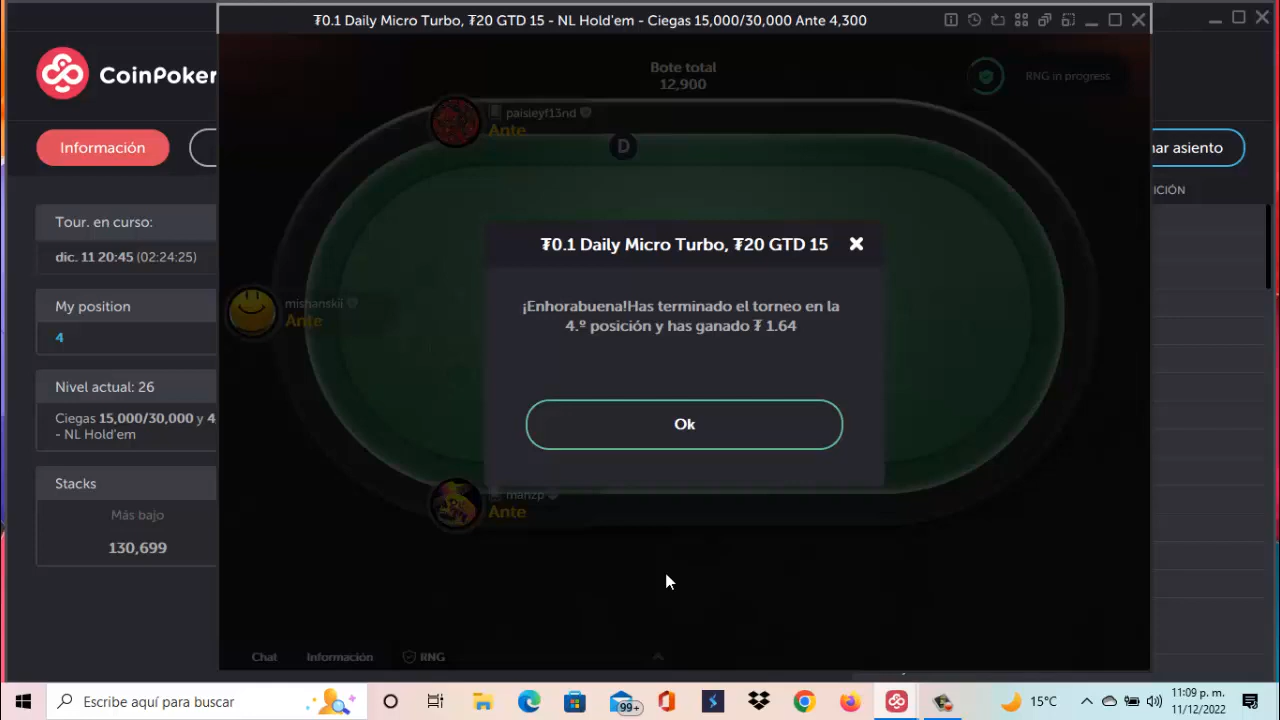 ₮0.1 Daily Micro Turbo, ₮20 GTD 15 - NL Hold'em - Ciegas 15,000/30,000 Ante 4,300
CoinPoker
Bote total
12,900
RNG in progress
paisleyf13nd
Ante
D
Información
nar asiento
ICIÓN
Tour. en curso:
dic. 11 20:45 (02:24:25)
₮0.1 Daily Micro Turbo, ₮20 GTD 15
My position
4
mishanskii
Ante
¡Enhorabuena!Has terminado el torneo en la
4.º posición y has ganado ₮ 1.64
Nivel actual: 26
Ciegas 15,000/30,000 y 4
- NL Hold'em
Ok
Stacks
Más bajo
130,699
Ante
Chat
Información
RNG
Escribe aquí para buscar
99+
15°C
11:09 p. m.
11/12/2022